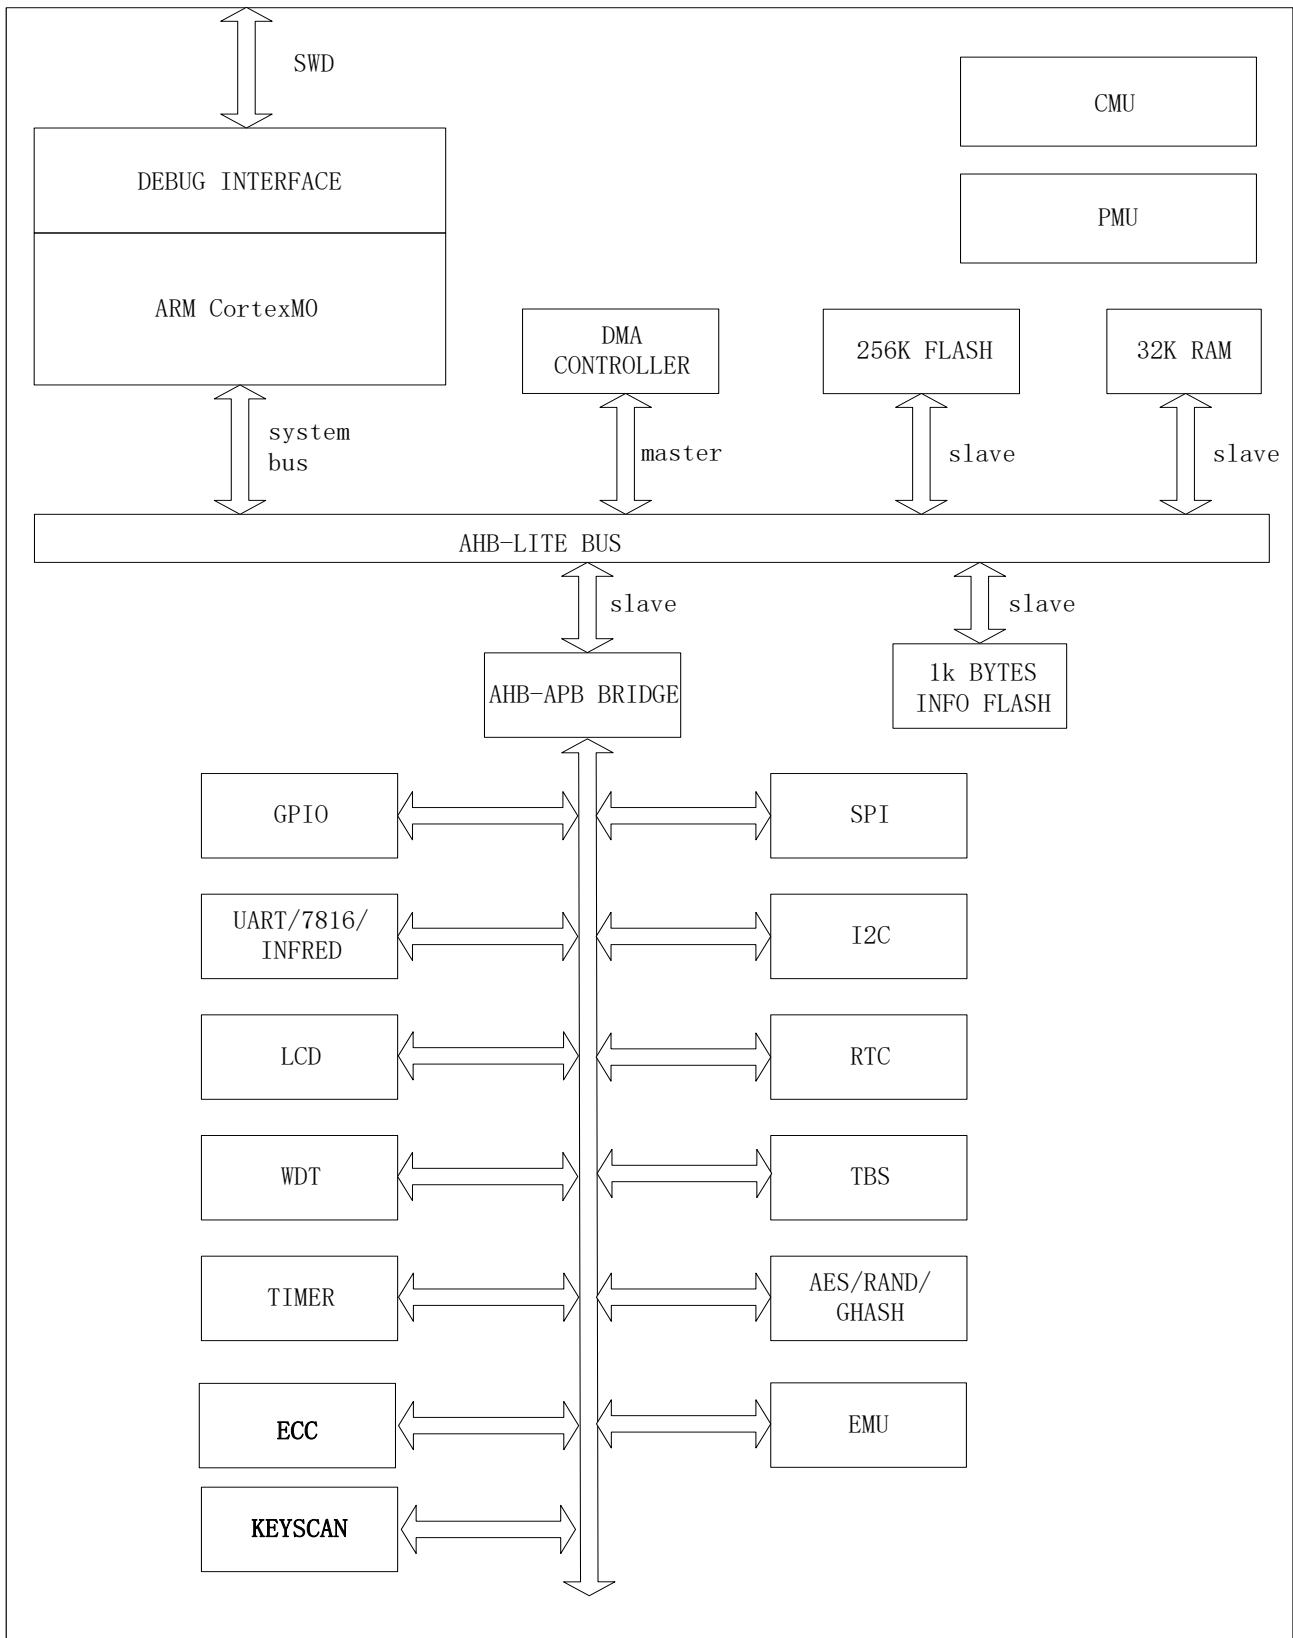 SWD
CMU
DEBUG INTERFACE
PMU
ARM CortexM0
DMA
CONTROLLER
256K FLASH
32K RAM
system
bus
master
slave
slave
AHB-LITE BUS
slave
slave
AHB-APB BRIDGE
1k BYTES
INFO FLASH
GPIO
SPI
UART/7816/
INFRED
I2C
LCD
RTC
WDT
TBS
TIMER
AES/RAND/
GHASH
ECC
EMU
KEYSCAN